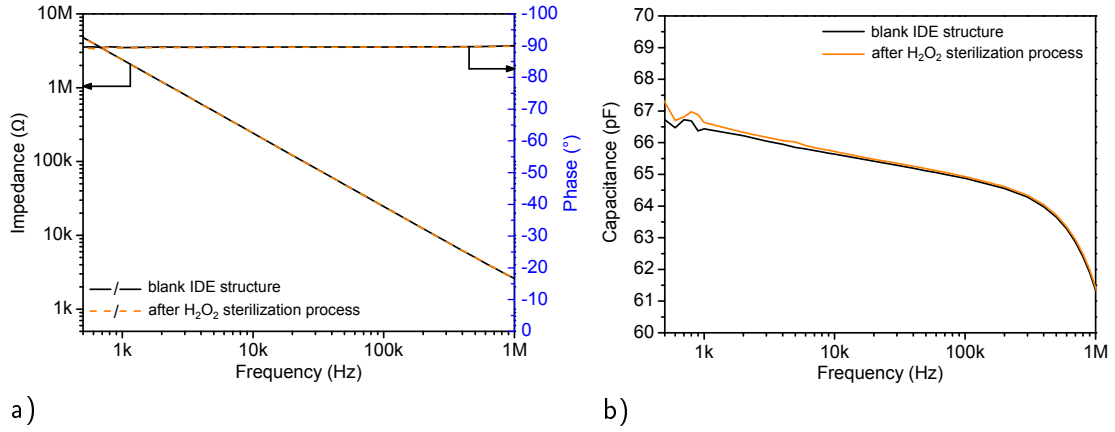 10M
1M
100k
10k
1k
Impedance (Ω)
-100
-90
-80
-70
-60
-50
-40
-30
-20
-10
0
Phase (°)
blank IDE structure
after H₂O₂ sterilization process
1k
10k
100k
1M
Frequency (Hz)
a)
70
69
68
67
66
65
64
63
62
61
60
Capacitance (pF)
blank IDE structure
after H₂O₂ sterilization process
1k
10k
100k
1M
Frequency (Hz)
b)